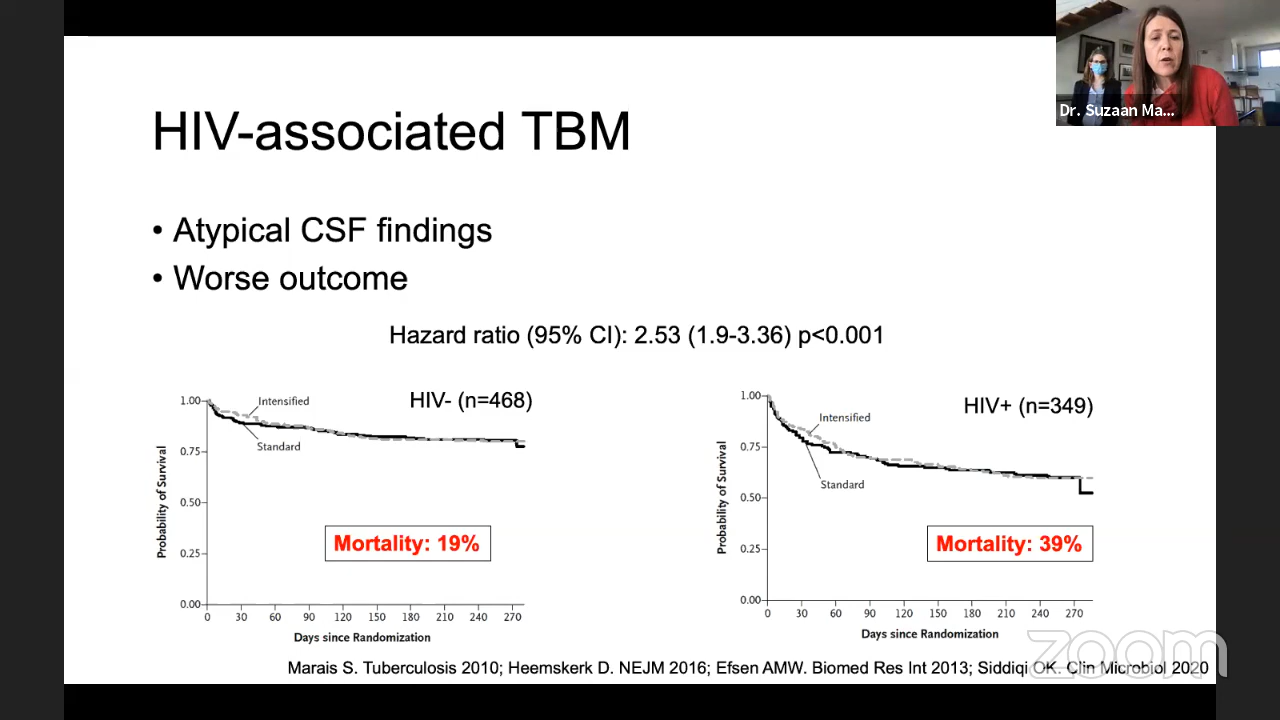 Dr. Suzaan Ma...
HIV-associated TBM
• Atypical CSF findings
• Worse outcome
Hazard ratio (95% CI): 2.53 (1.9-3.36) p<0.001
HIV- (n=468)
Intensified
Standard
Mortality: 19%
Probability of Survival
1.00
0.75
0.50
0.25
0.00
0 30 60 90 120 150 180 210 240 270
Days since Randomization
HIV+ (n=349)
Intensified
Standard
Mortality: 39%
Probability of Survival
1.00
0.75
0.50
0.25
0.00
0 30 60 90 120 150 180 210 240 270
Days since Randomization
Marais S. Tuberculosis 2010; Heemskerk D. NEJM 2016; Efsen AMW. Biomed Res Int 2013; Siddiqi OK. Clin Microbiol 2020
zoom